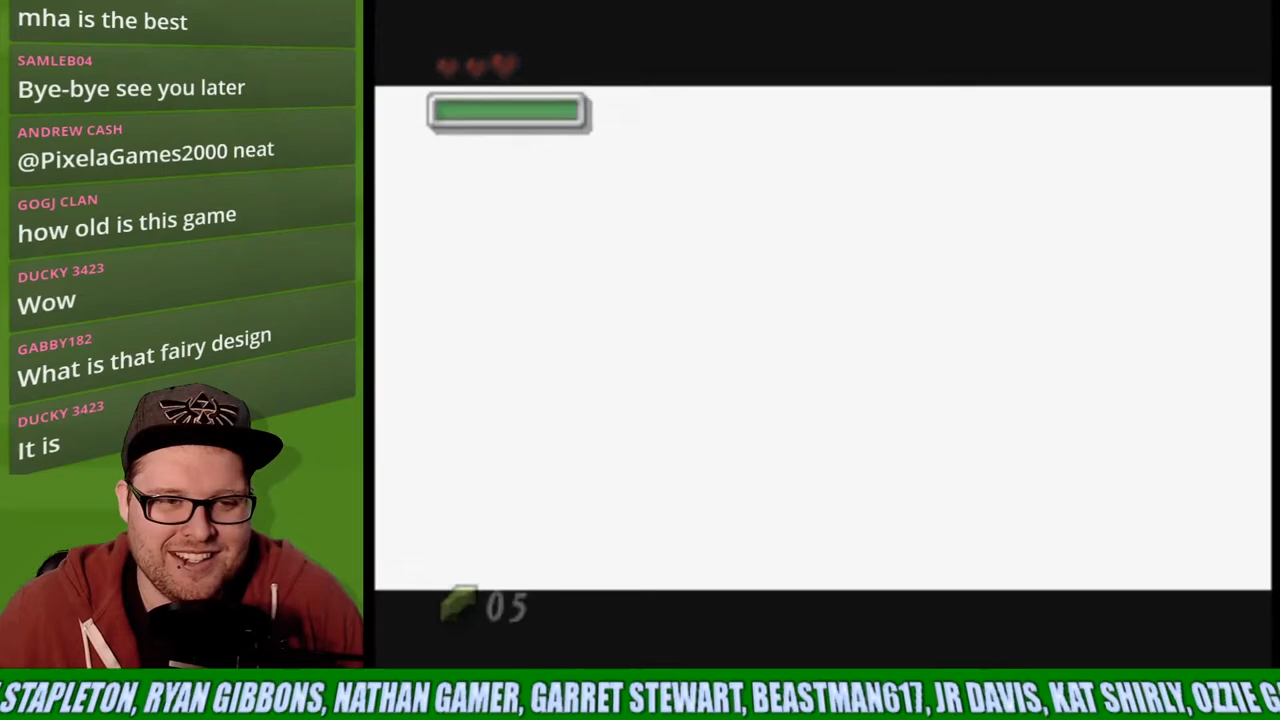 mha is the best
SAMLEB04
Bye-bye see you later
ANDREW CASH
@PixelaGames2000 neat
GOGJ CLAN
how old is this game
DUCKY 3423
Wow
GABBY182
What is that fairy design
DUCKY 3423
It is
05
STAPLETON, RYAN GIBBONS, NATHAN GAMER, GARRET STEWART, BEASTMAN617, JR DAVIS, KAT SHIRLY, OZZIE G